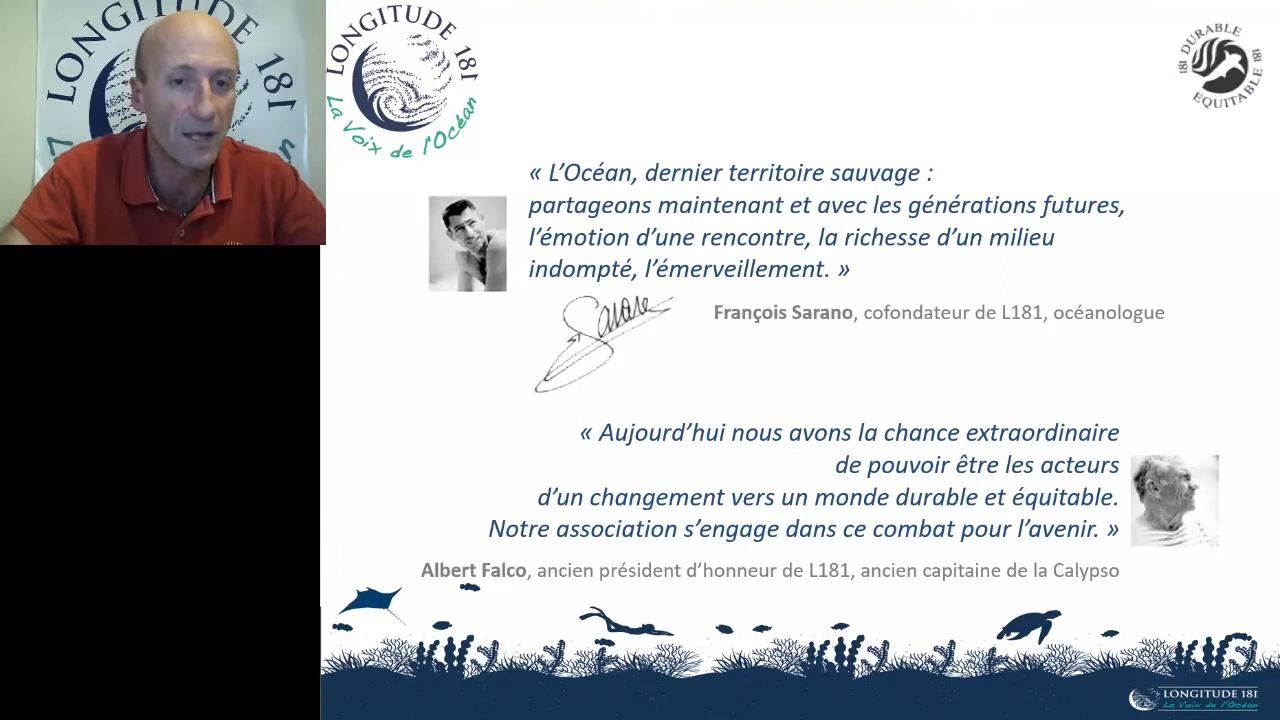 LONGITUDE 181
LONGITUDE 181
La Voix de l'Océan
181 DURABLE 181
EQUITABLE
« L'Océan, dernier territoire sauvage :
partageons maintenant et avec les générations futures,
l'émotion d'une rencontre, la richesse d'un milieu
indompté, l'émerveillement. »
Sarano
François Sarano, cofondateur de L181, océanologue
« Aujourd'hui nous avons la chance extraordinaire
de pouvoir être les acteurs
d'un changement vers un monde durable et équitable.
Notre association s'engage dans ce combat pour l'avenir. »
Albert Falco, ancien président d'honneur de L181, ancien capitaine de la Calypso
LONGITUDE 181
La Voix de l'Océan